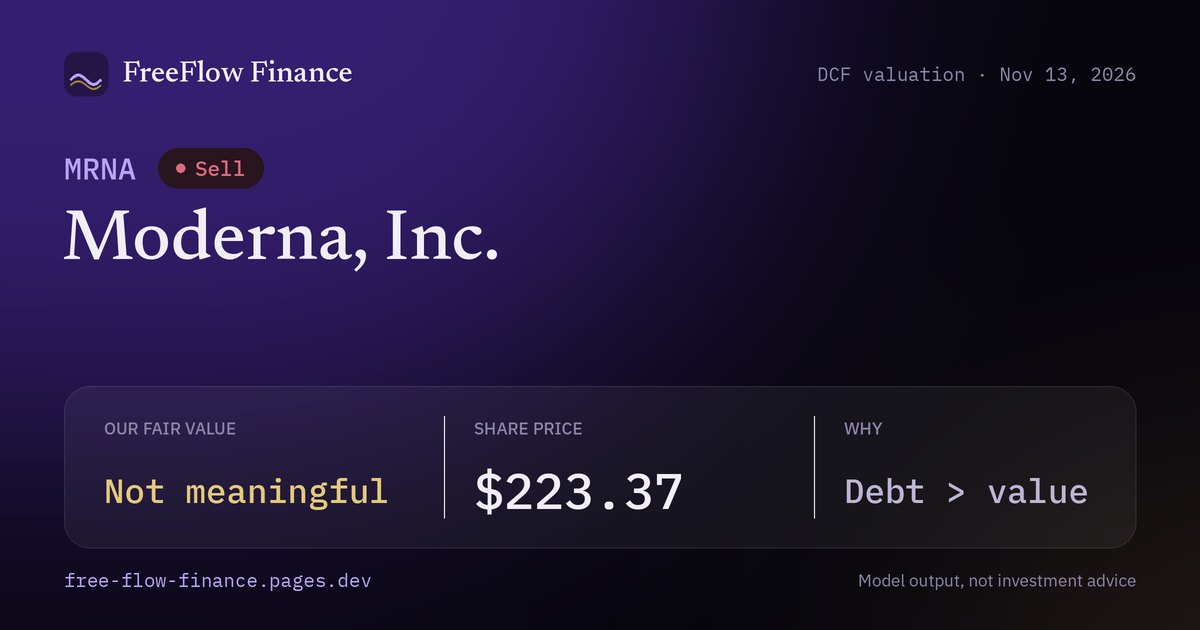 FreeFlow Finance
DCF valuation · Nov 13, 2026
MRNA
Sell
Moderna, Inc.
OUR FAIR VALUE
Not meaningful
SHARE PRICE
$223.37
WHY
Debt > value
free-flow-finance.pages.dev
Model output, not investment advice